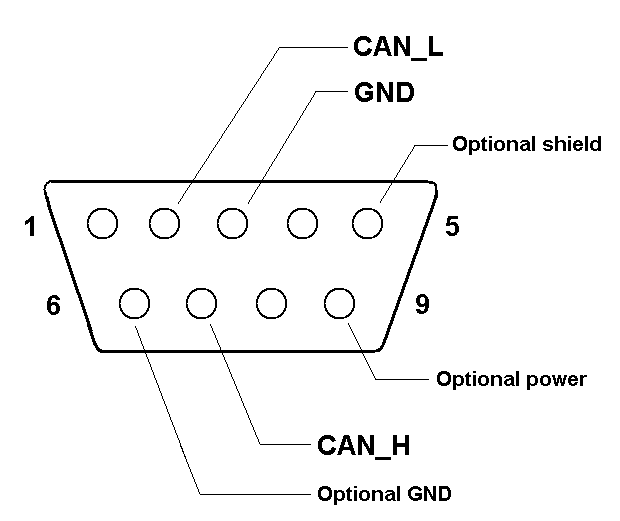 CAN_L
GND
Optional shield
1
5
6
9
Optional power
CAN_H
Optional GND